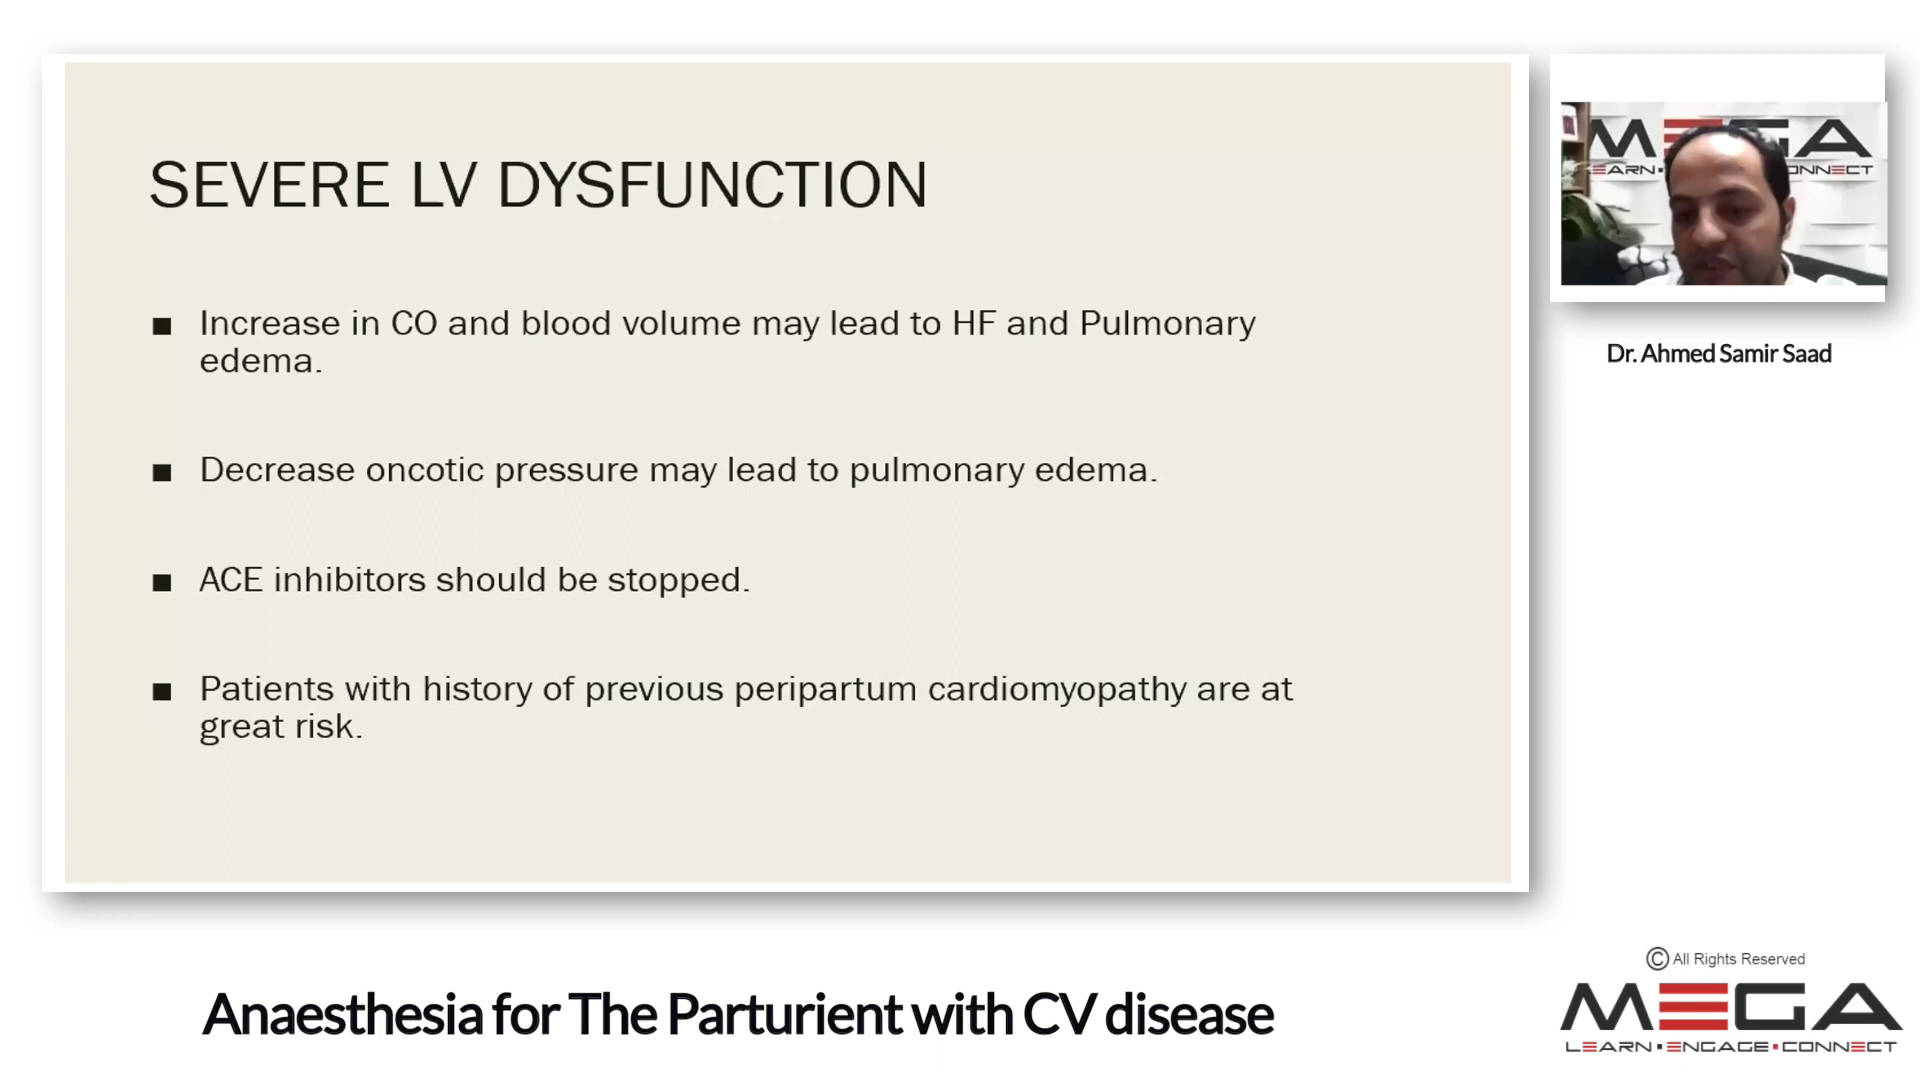 SEVERE LV DYSFUNCTION
■ Increase in CO and blood volume may lead to HF and Pulmonary
edema.
■ Decrease oncotic pressure may lead to pulmonary edema.
■ ACE inhibitors should be stopped.
■ Patients with history of previous peripartum cardiomyopathy are at
great risk.
MEGA
LEARN
CONNECT
Dr. Ahmed Samir Saad
Anaesthesia for The Parturient with CV disease
© All Rights Reserved
MEGA
LEARN ▪ ENGAGE ▪ CONNECT